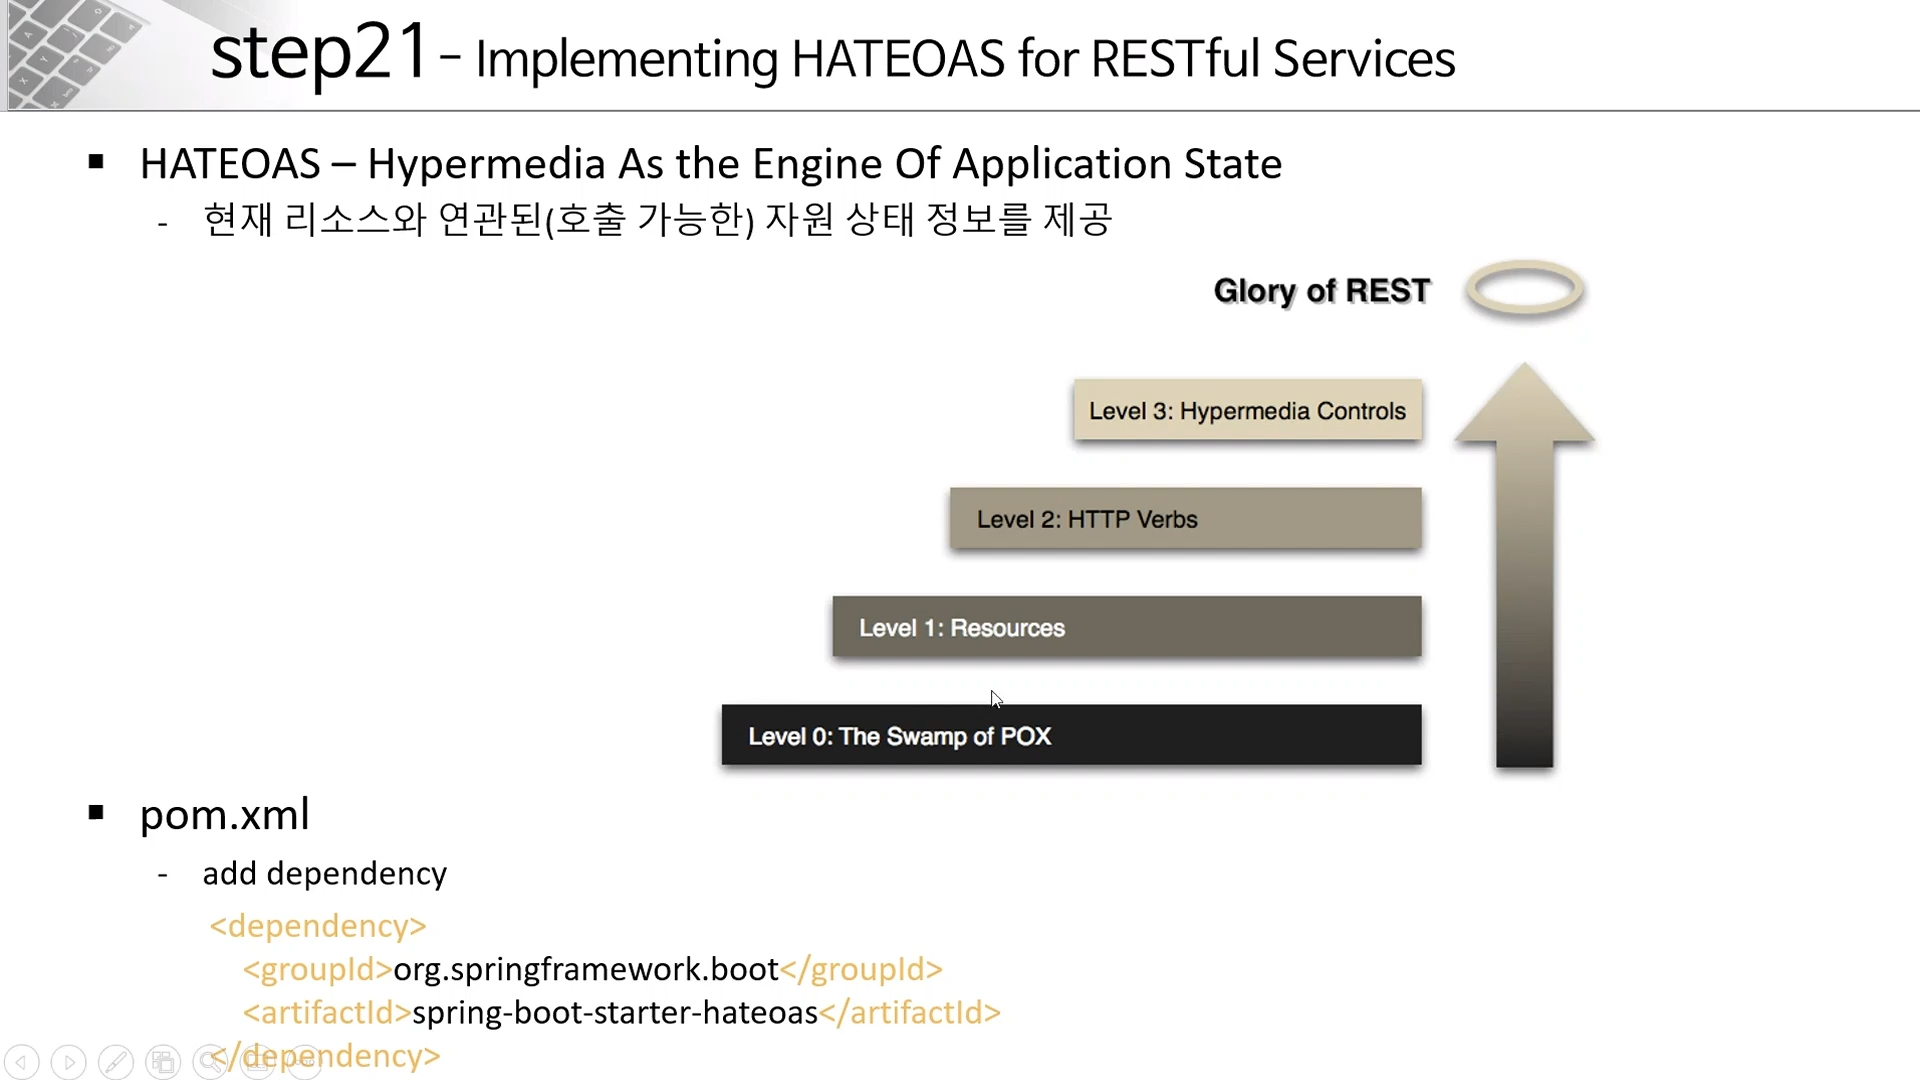 step21 – Implementing HATEOAS for RESTful Services
▪ HATEOAS – Hypermedia As the Engine Of Application State
- 현재 리소스와 연관된(호출 가능한) 자원 상태 정보를 제공
Glory of REST
Level 3: Hypermedia Controls
Level 2: HTTP Verbs
Level 1: Resources
Level 0: The Swamp of POX
▪ pom.xml
- add dependency
<dependency>
<groupId>org.springframework.boot</groupId>
<artifactId>spring-boot-starter-hateoas</artifactId>
</dependency>